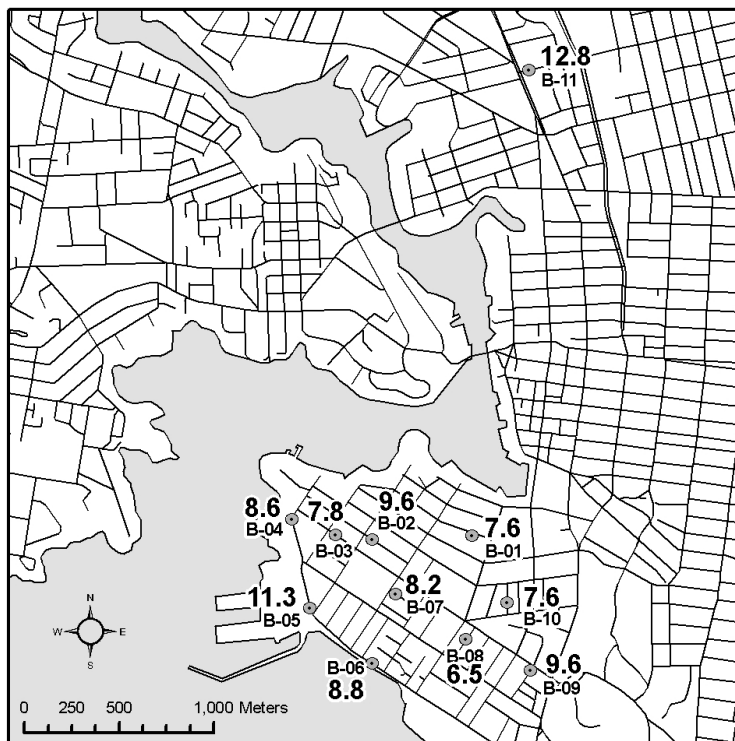 12.8
B-11
8.6
B-04
7.8
B-03
9.6
B-02
7.6
B-01
11.3
B-05
8.2
B-07
7.6
B-10
B-06
8.8
B-08
6.5
9.6
B-09
N
W E
S
0 250 500 1,000 Meters